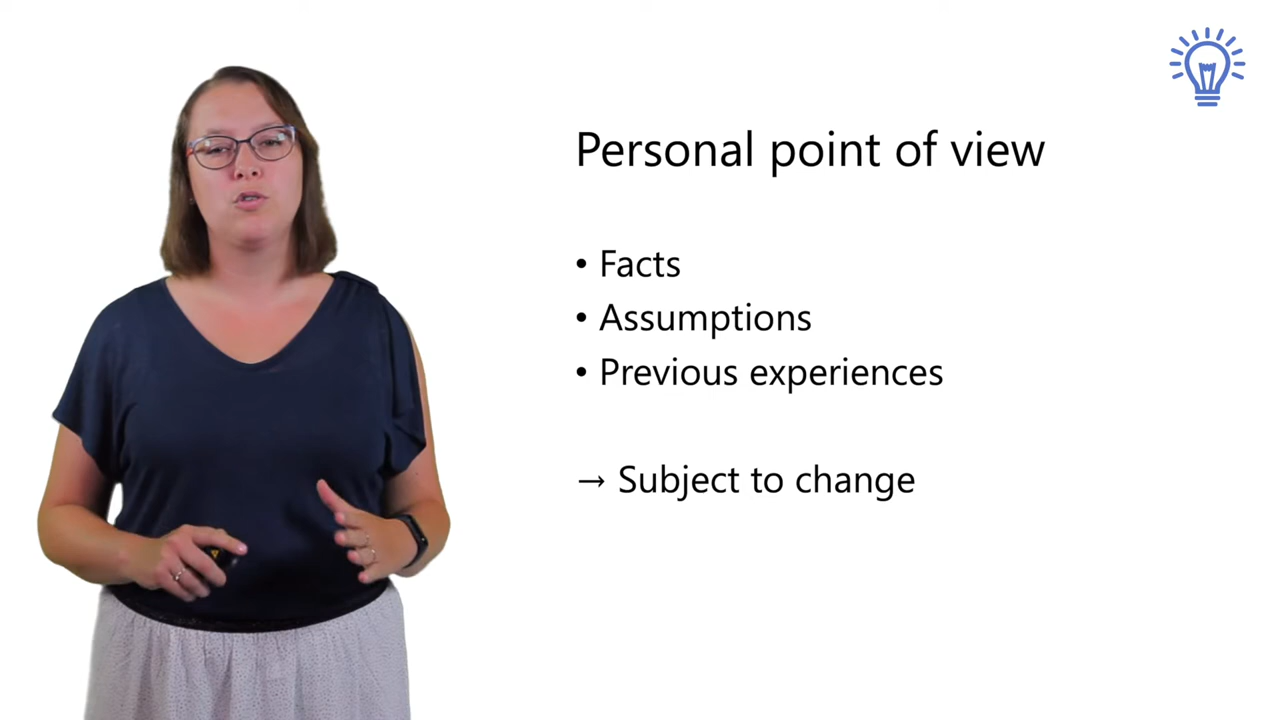 Personal point of view
• Facts
• Assumptions
• Previous experiences
→ Subject to change